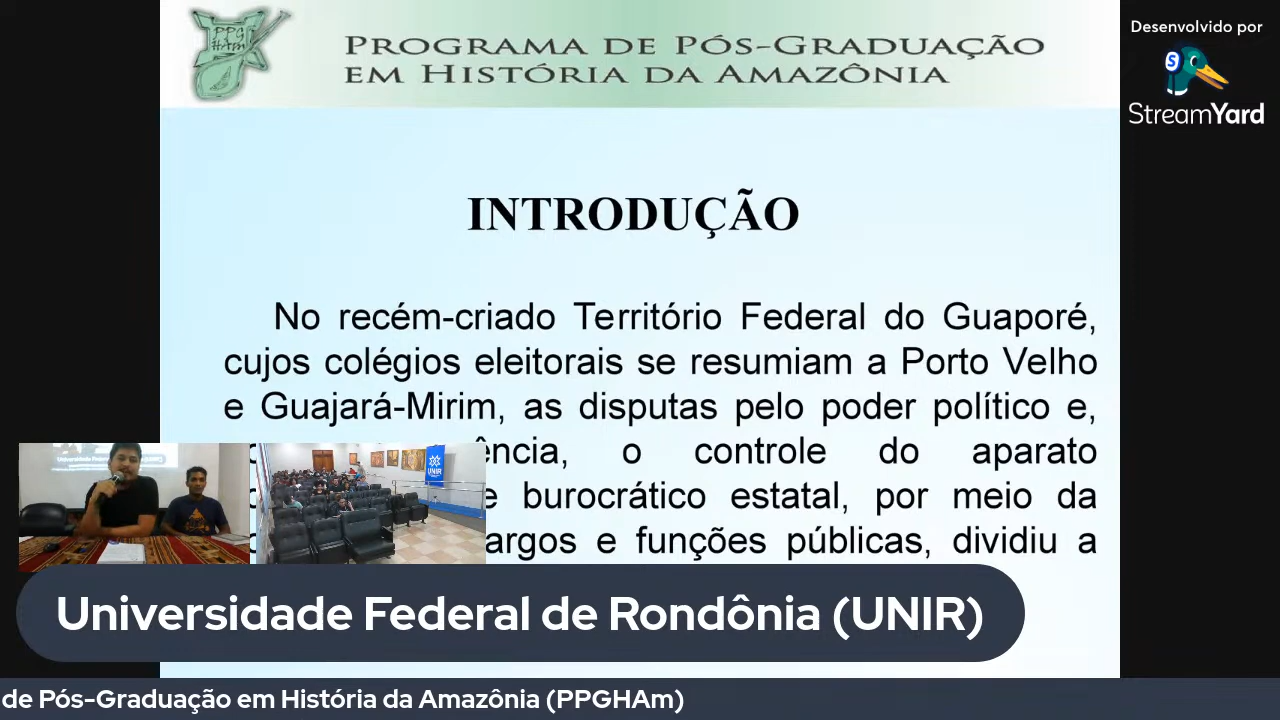 PPG
HAm
PROGRAMA DE PÓS-GRADUAÇÃO
EM HISTÓRIA DA AMAZÔNIA
Desenvolvido por
StreamYard
INTRODUÇÃO
No recém-criado Território Federal do Guaporé,
cujos colégios eleitorais se resumiam a Porto Velho
e Guajará-Mirim, as disputas pelo poder político e,
ência, o controle do aparato
e burocrático estatal, por meio da
argos e funções públicas, dividiu a
UNIR
Universidade Federal de Rondônia (UNIR)
de Pós-Graduação em História da Amazônia (PPGHAm)